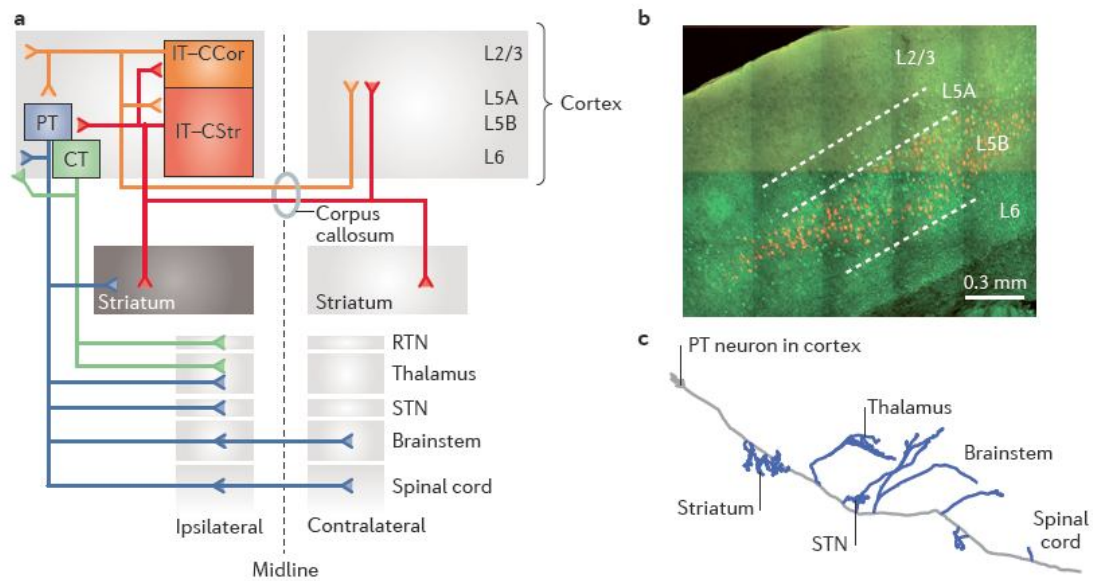 a
IT–CCor
IT–CStr
PT
CT
L2/3
L5A
L5B
L6
Cortex
Corpus
callosum
Striatum
Striatum
RTN
Thalamus
STN
Brainstem
Spinal cord
Ipsilateral
Contralateral
Midline
b
L2/3
L5A
L5B
L6
0.3 mm
c
PT neuron in cortex
Thalamus
Brainstem
Striatum
STN
Spinal
cord